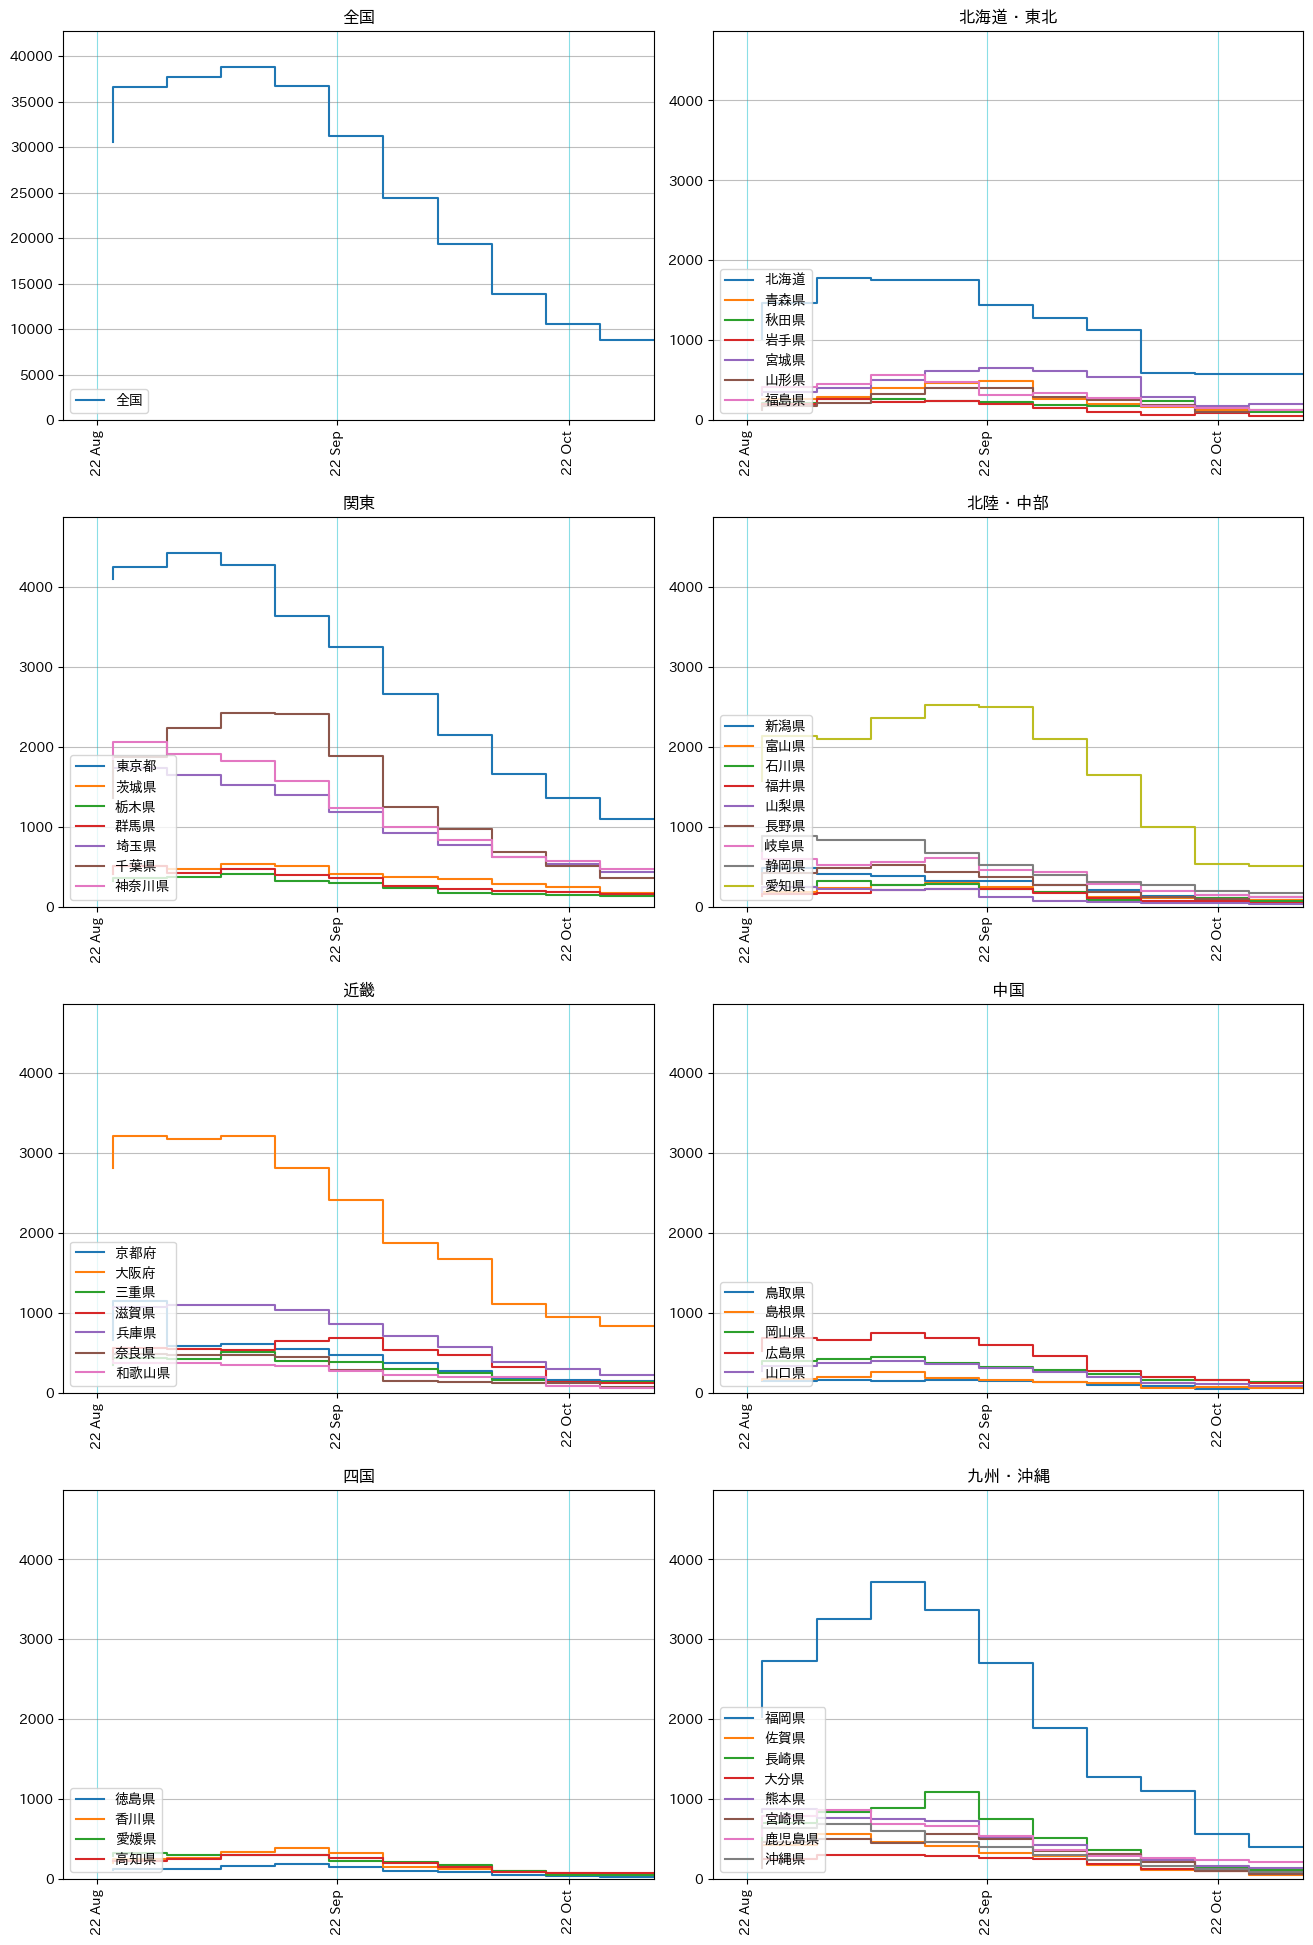 全国
40000
35000
30000
25000
20000
15000
10000
5000
0
全国
22 Aug
22 Sep
22 Oct
北海道・東北
4000
3000
2000
1000
0
北海道
青森県
秋田県
岩手県
宮城県
山形県
福島県
22 Aug
22 Sep
22 Oct
関東
4000
3000
2000
1000
0
東京都
茨城県
栃木県
群馬県
埼玉県
千葉県
神奈川県
22 Aug
22 Sep
22 Oct
北陸・中部
4000
3000
2000
1000
0
新潟県
富山県
石川県
福井県
山梨県
長野県
岐阜県
静岡県
愛知県
22 Aug
22 Sep
22 Oct
近畿
4000
3000
2000
1000
0
京都府
大阪府
三重県
滋賀県
兵庫県
奈良県
和歌山県
22 Aug
22 Sep
22 Oct
中国
4000
3000
2000
1000
0
鳥取県
島根県
岡山県
広島県
山口県
22 Aug
22 Sep
22 Oct
四国
4000
3000
2000
1000
0
徳島県
香川県
愛媛県
高知県
22 Aug
22 Sep
22 Oct
九州・沖縄
4000
3000
2000
1000
0
福岡県
佐賀県
長崎県
大分県
熊本県
宮崎県
鹿児島県
沖縄県
22 Aug
22 Sep
22 Oct